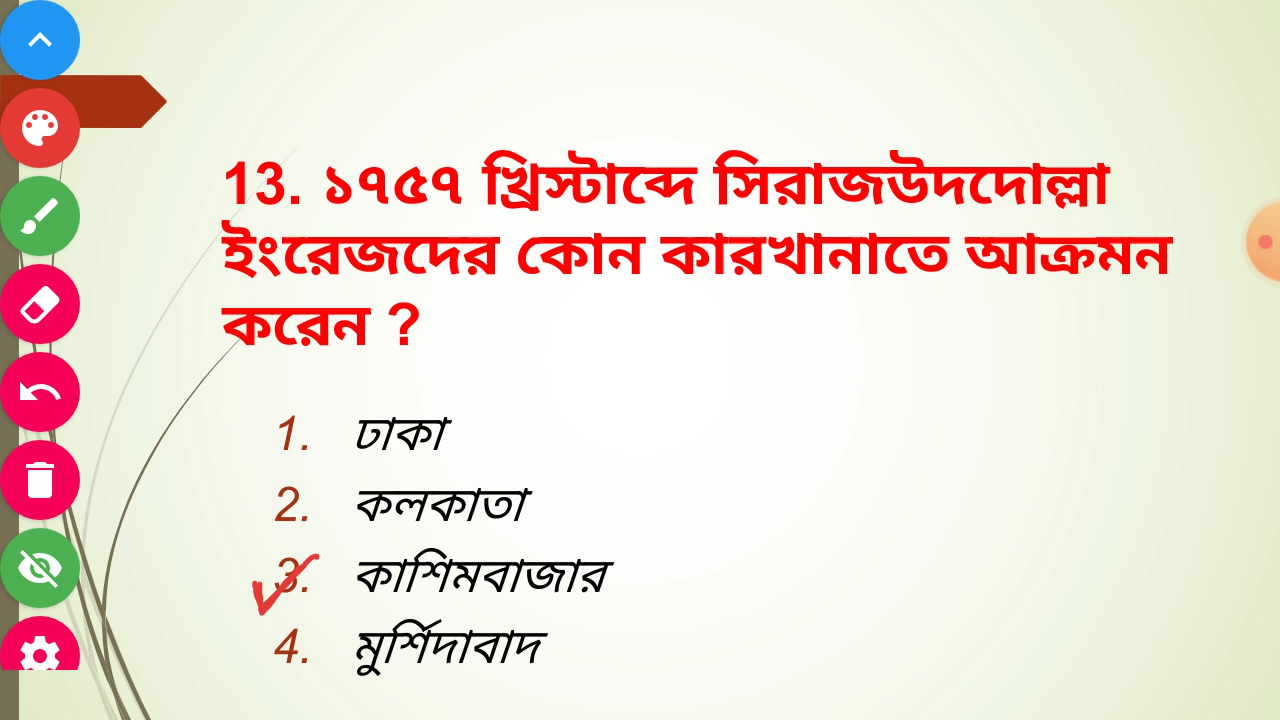 13. ১৭৫৭ খ্রিস্টাব্দে সিরাজউদদোল্লা
ইংরেজদের কোন কারখানাতে আক্রমন
করেন ?
1. ঢাকা
2. কলকাতা
3. কাশিমবাজার
4. মুর্শিদাবাদ